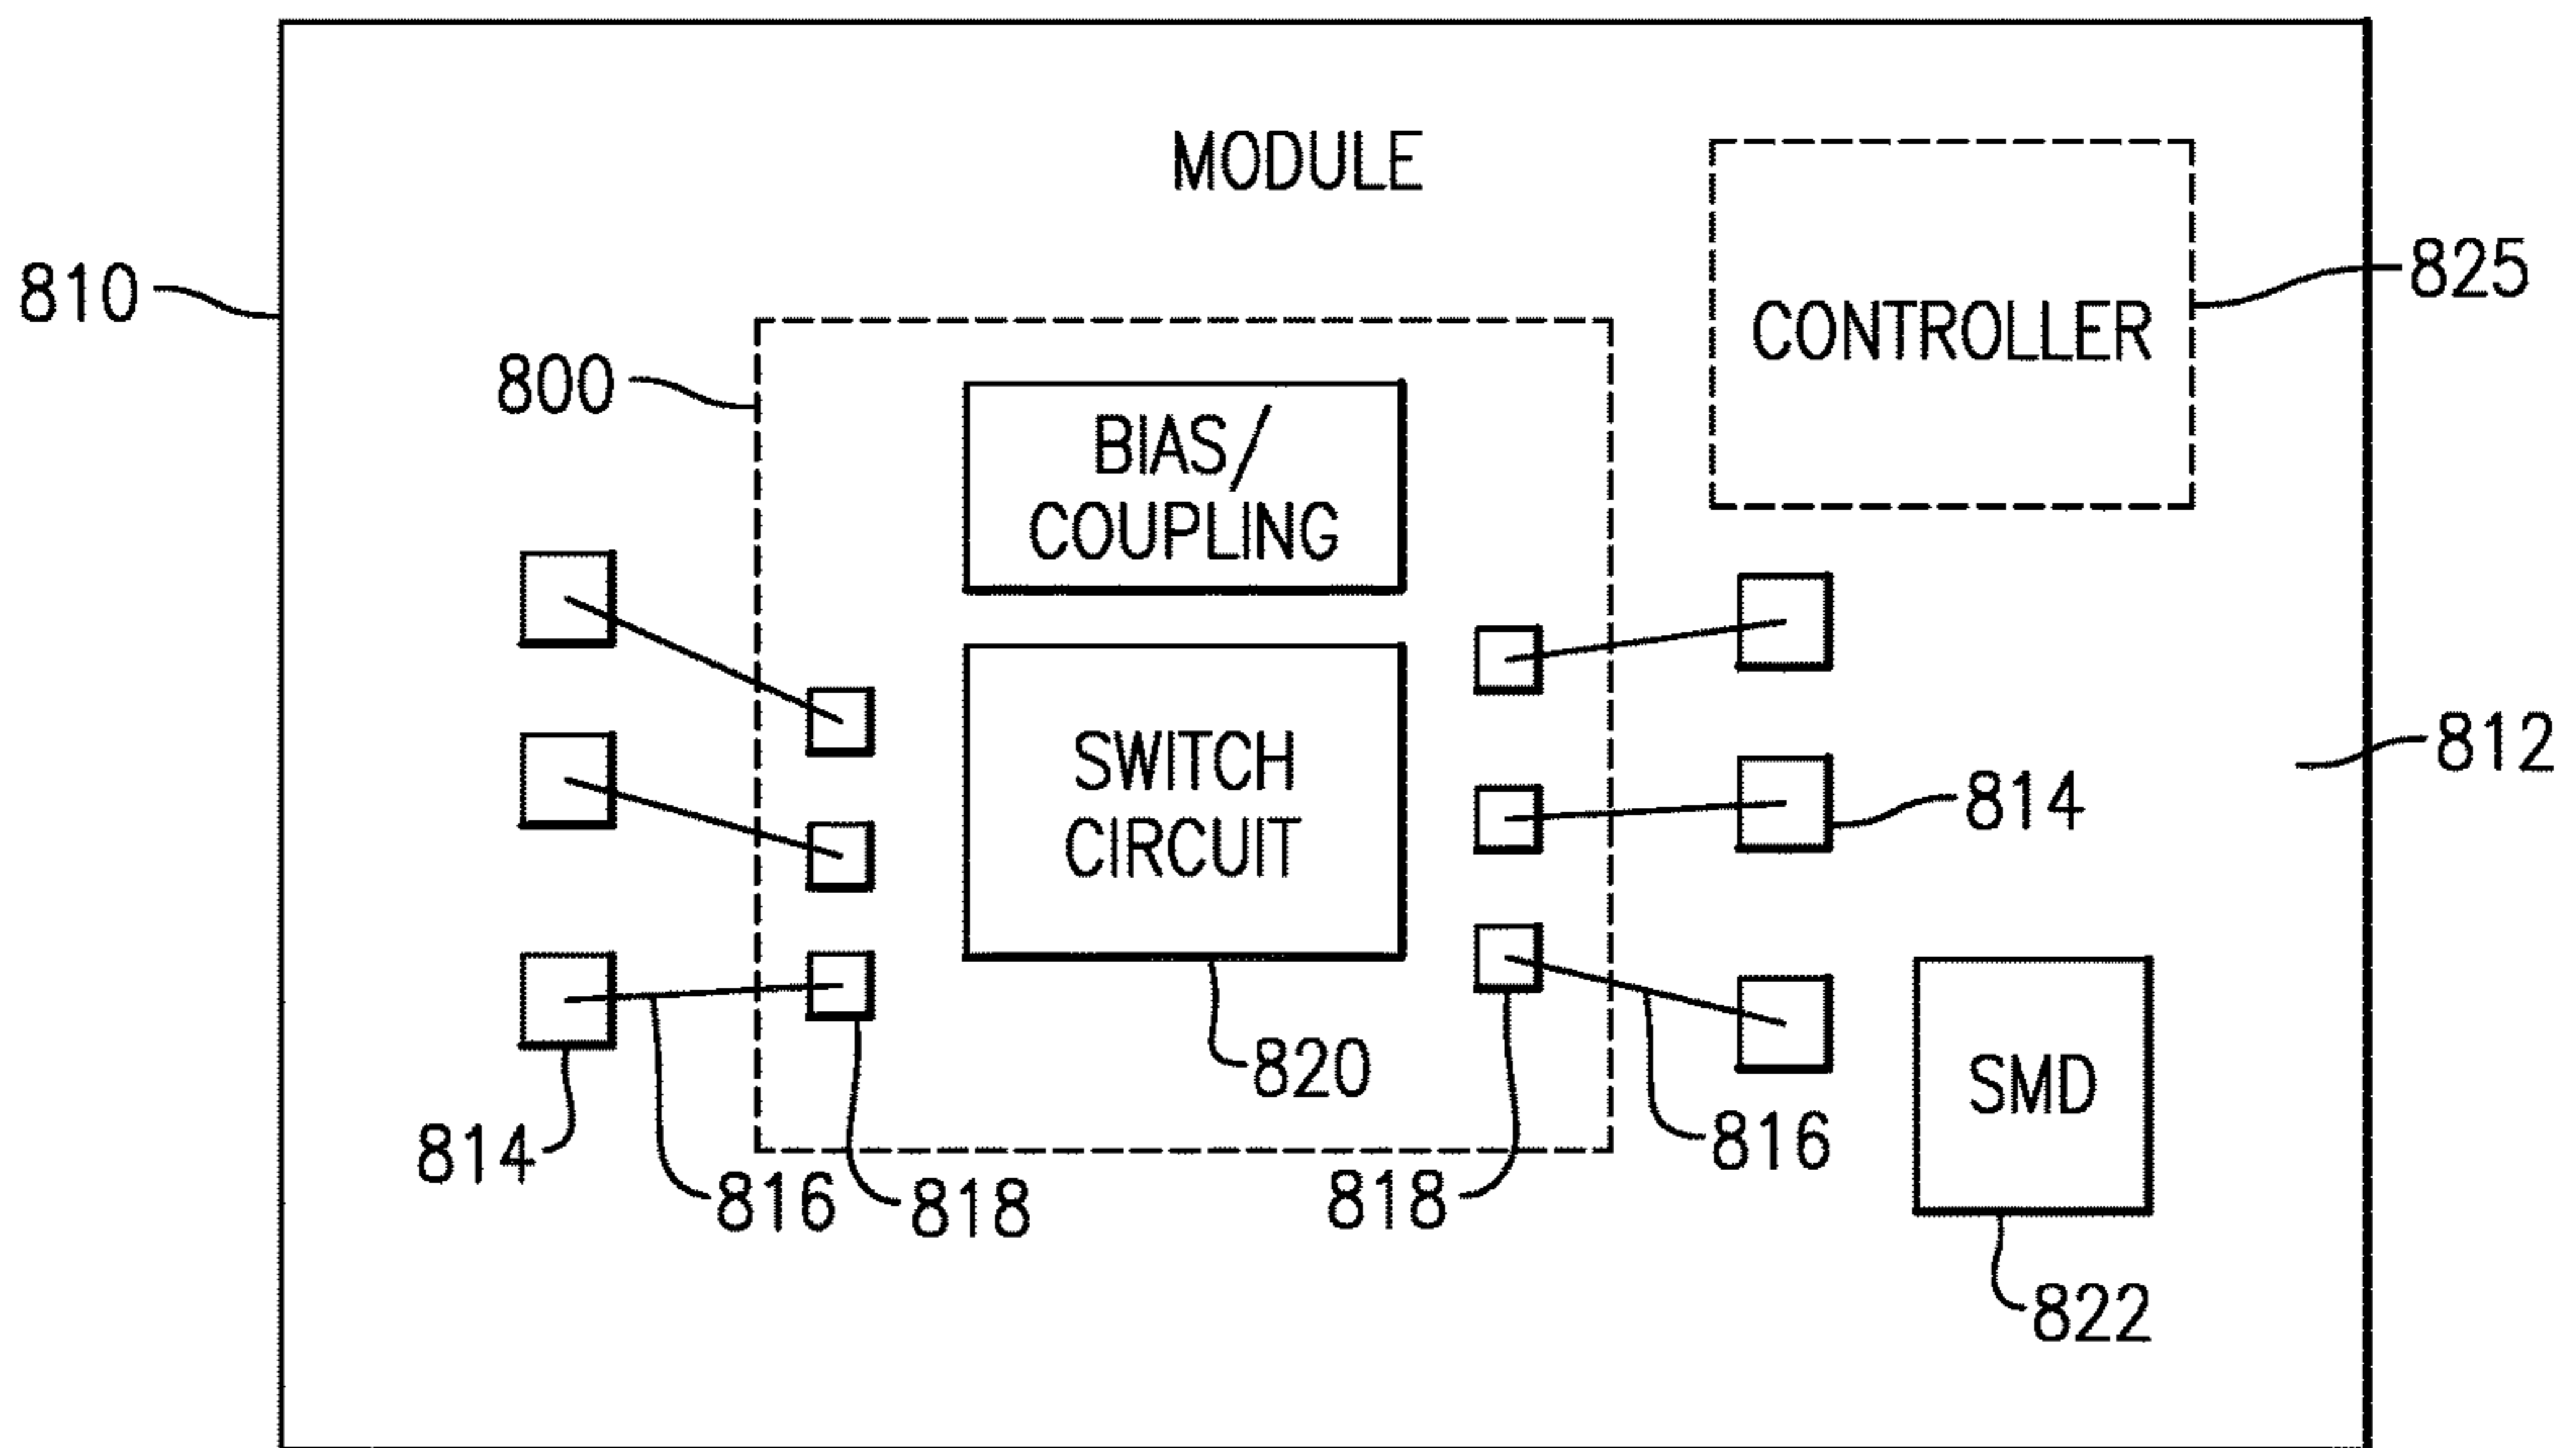 MODULE
810
825
CONTROLLER
800
BIAS/
COUPLING
SWITCH
CIRCUIT
812
814
820
SMD
814
816
818
818
816
822